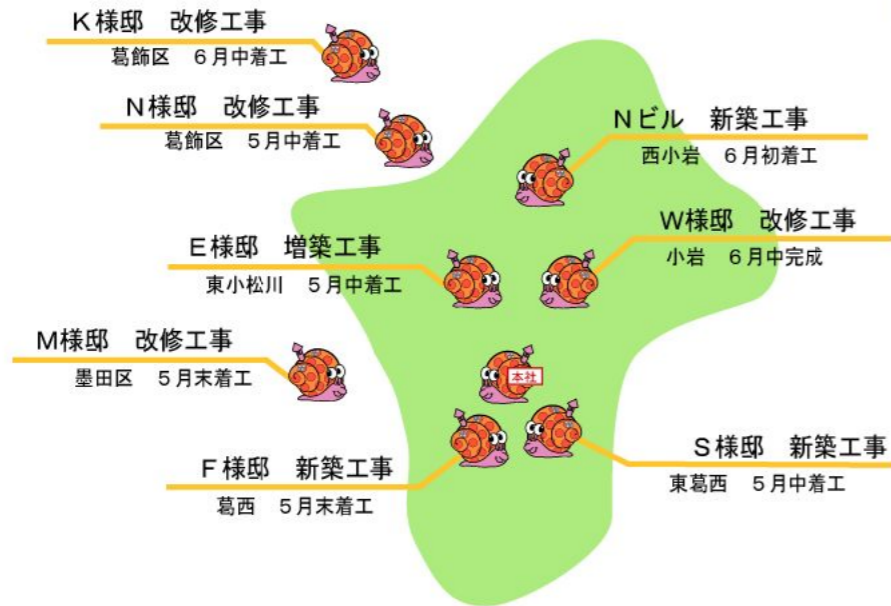 K様邸 改修工事
葛飾区 6月中着工
N様邸 改修工事
葛飾区 5月中着工
Nビル 新築工事
西小岩 6月初着工
E様邸 増築工事
東小松川 5月中着工
W様邸 改修工事
小岩 6月中完成
M様邸 改修工事
墨田区 5月末着工
本社
F様邸 新築工事
葛西 5月末着工
S様邸 新築工事
東葛西 5月中着工